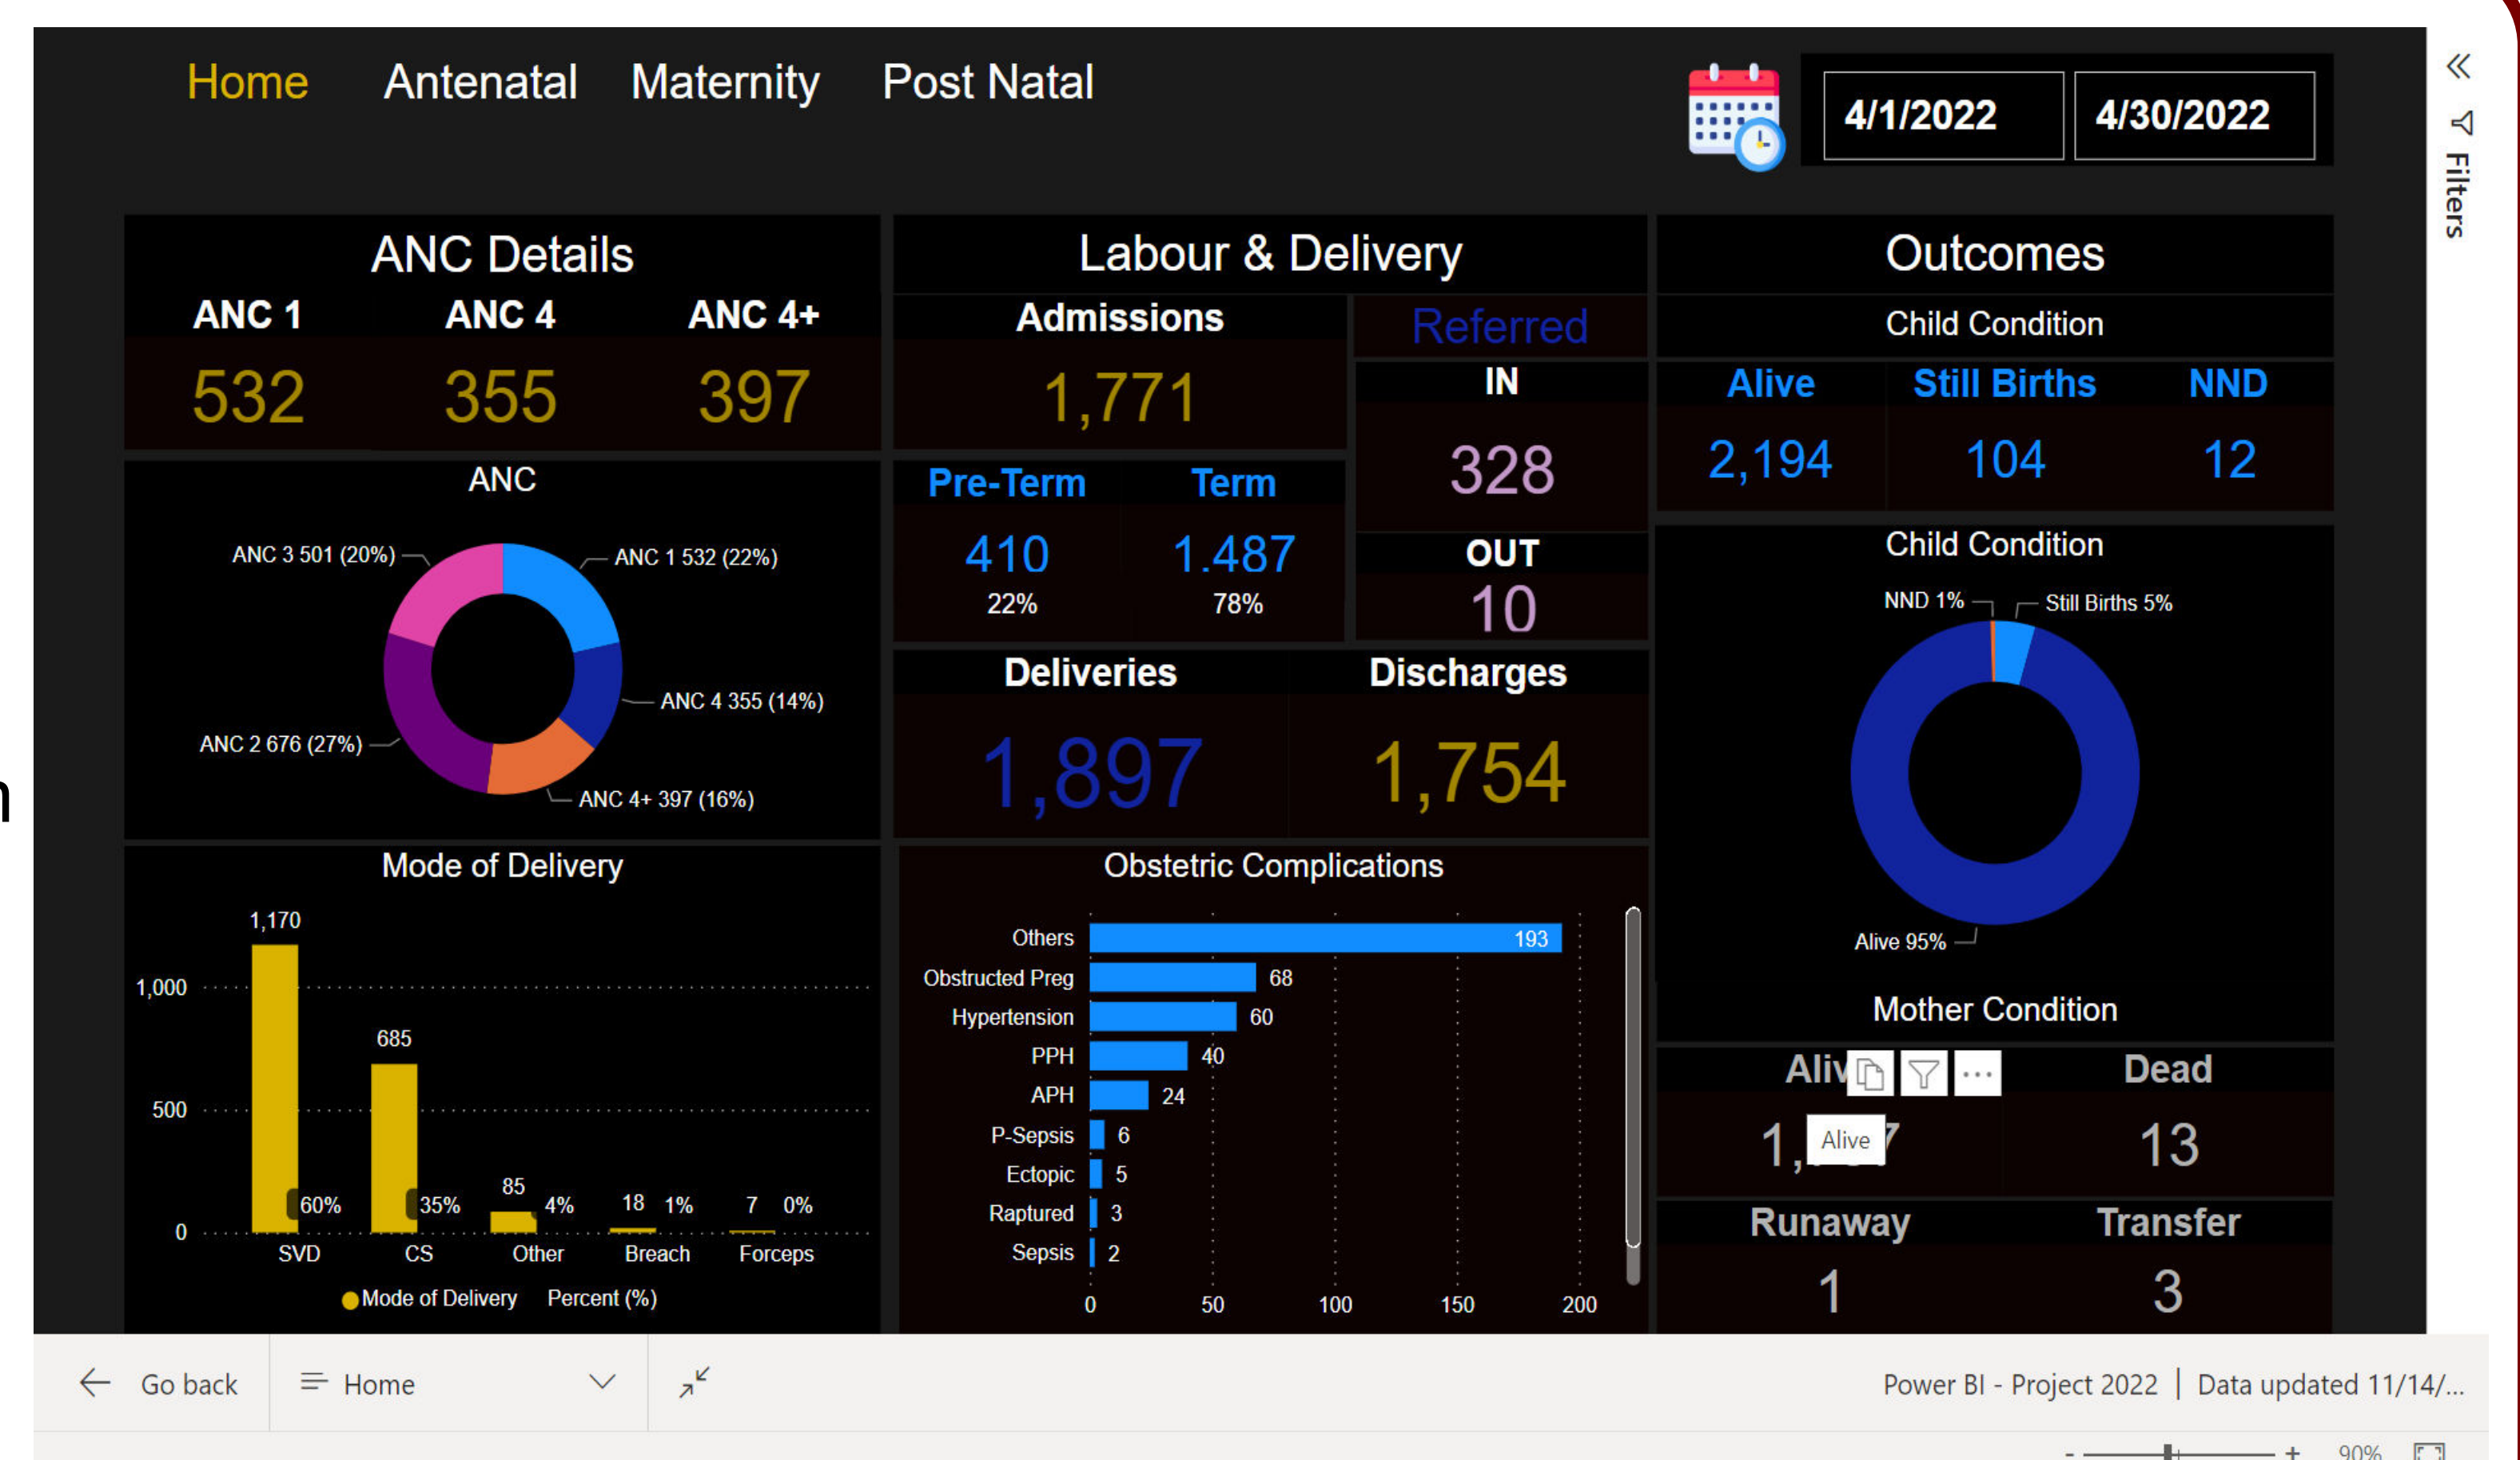 Home Antenatal Maternity Post Natal
4/1/2022 4/30/2022
Filters
ANC Details
ANC 1 ANC 4 ANC 4+
532 355 397
ANC
ANC 3 501 (20%)
ANC 1 532 (22%)
ANC 4 355 (14%)
ANC 2 676 (27%)
ANC 4+ 397 (16%)
Mode of Delivery
1,170
1,000
685
500
85
60% 35% 4% 18 1% 7 0%
0
SVD CS Other Breach Forceps
Mode of Delivery Percent (%)
Labour & Delivery
Admissions
1,771
Referred
IN
328
OUT
10
Pre-Term Term
410 1.487
22% 78%
Deliveries Discharges
1,897 1,754
Obstetric Complications
Others 193
Obstructed Preg 68
Hypertension 60
PPH 40
APH 24
P-Sepsis 6
Ectopic 5
Raptured 3
Sepsis 2
0 50 100 150 200
Outcomes
Child Condition
Alive Still Births NND
2,194 104 12
Child Condition
NND 1% Still Births 5%
Alive 95%
Mother Condition
Dead
Alive
13
Runaway Transfer
1 3
Go back Home
Power BI - Project 2022 | Data updated 11/14/...
- + 90%